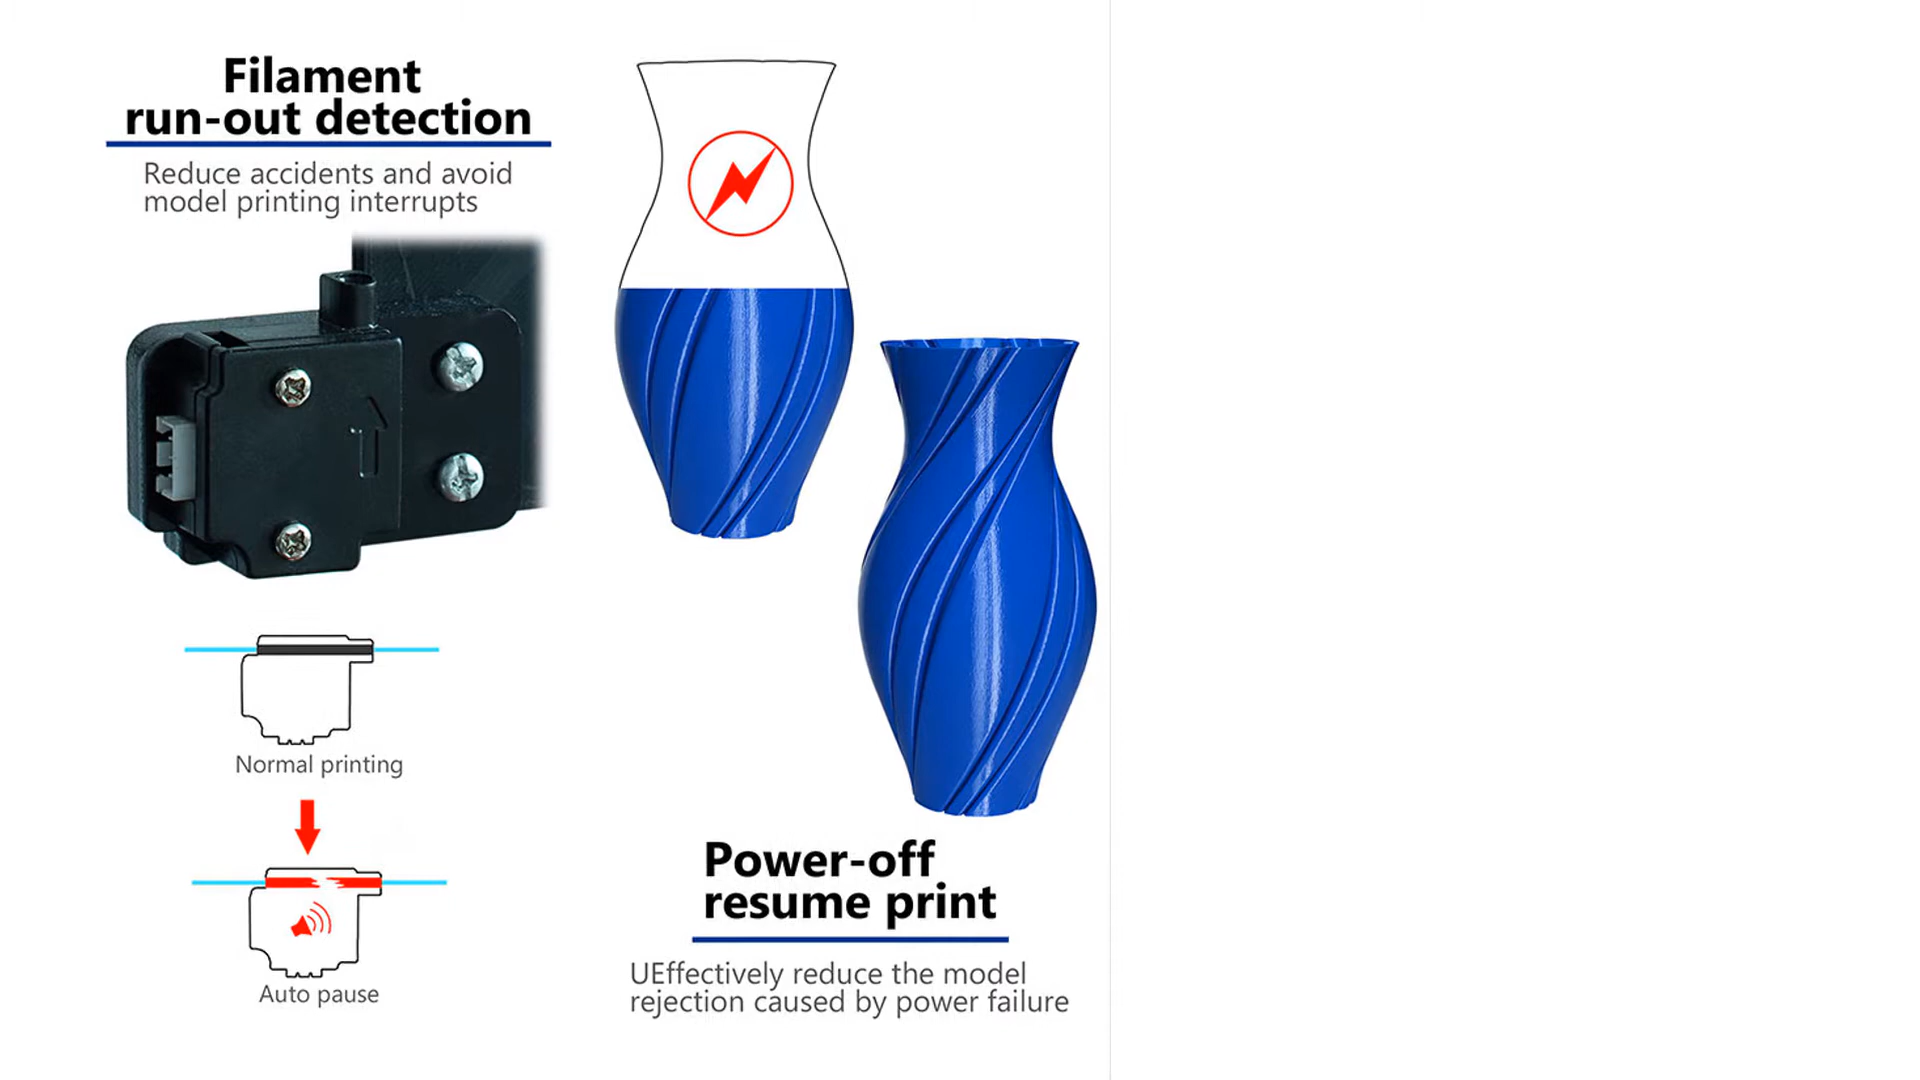 Filament
run-out detection
Reduce accidents and avoid
model printing interrupts
Normal printing
Auto pause
Power-off
resume print
UEffectively reduce the model
rejection caused by power failure